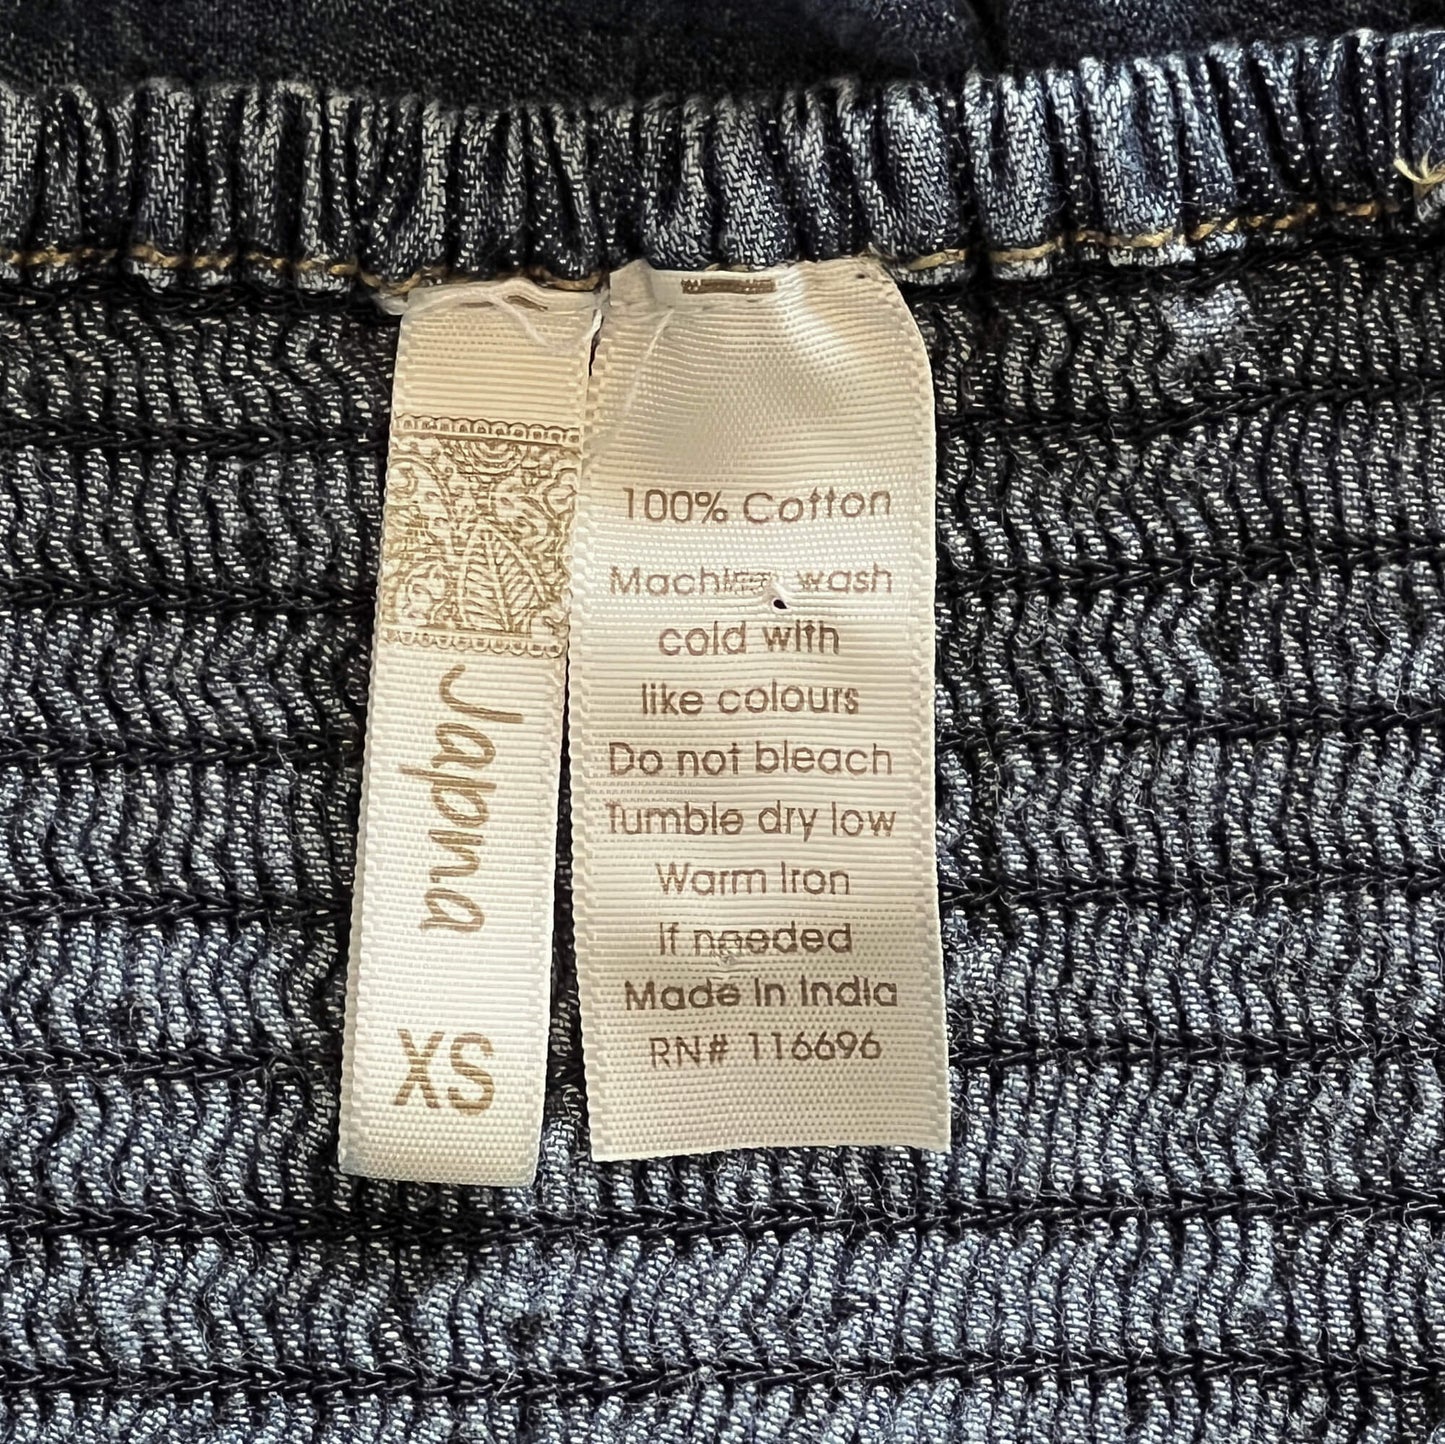 Japna
XS
100% Cotton
Machine wash
cold with
like colours
Do not bleach
Tumble dry low
Warm Iron
If needed
Made In India
RN# 116696